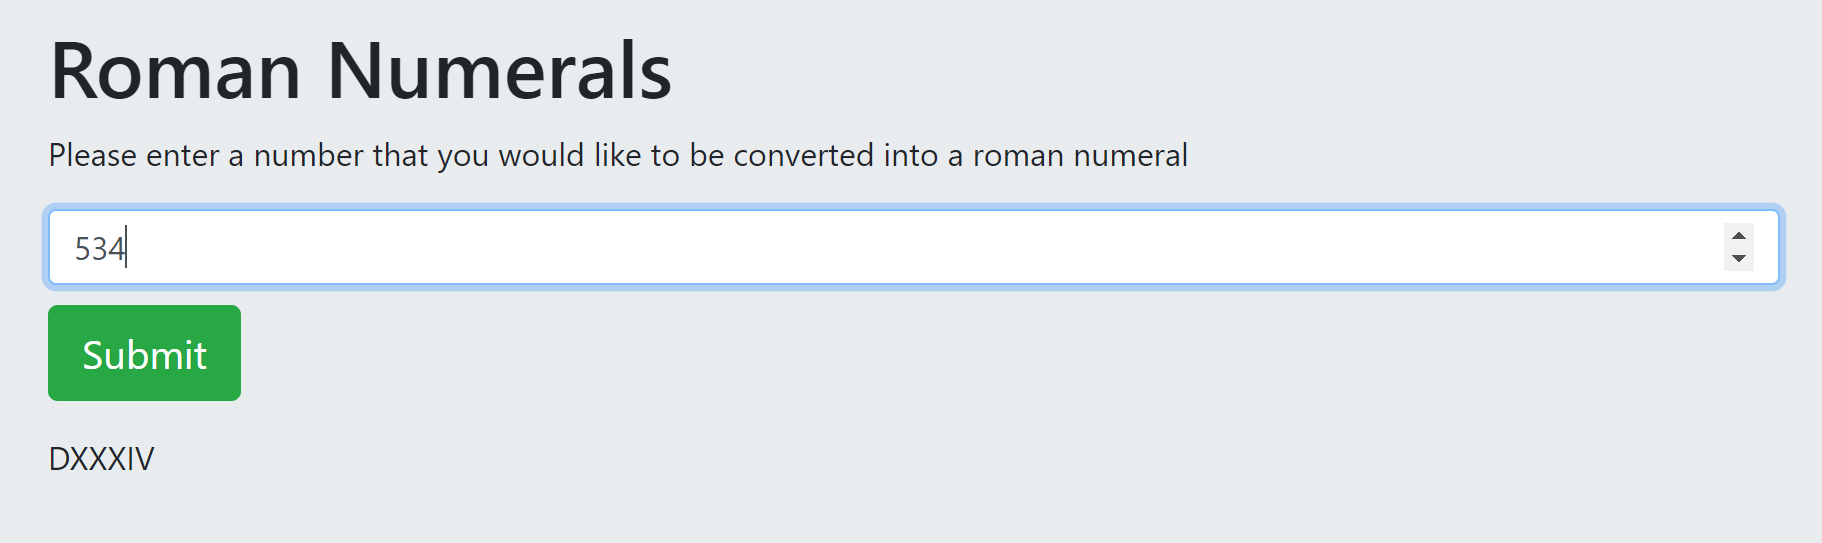 Roman Numerals
Please enter a number that you would like to be converted into a roman numeral
534
Submit
DXXXIV